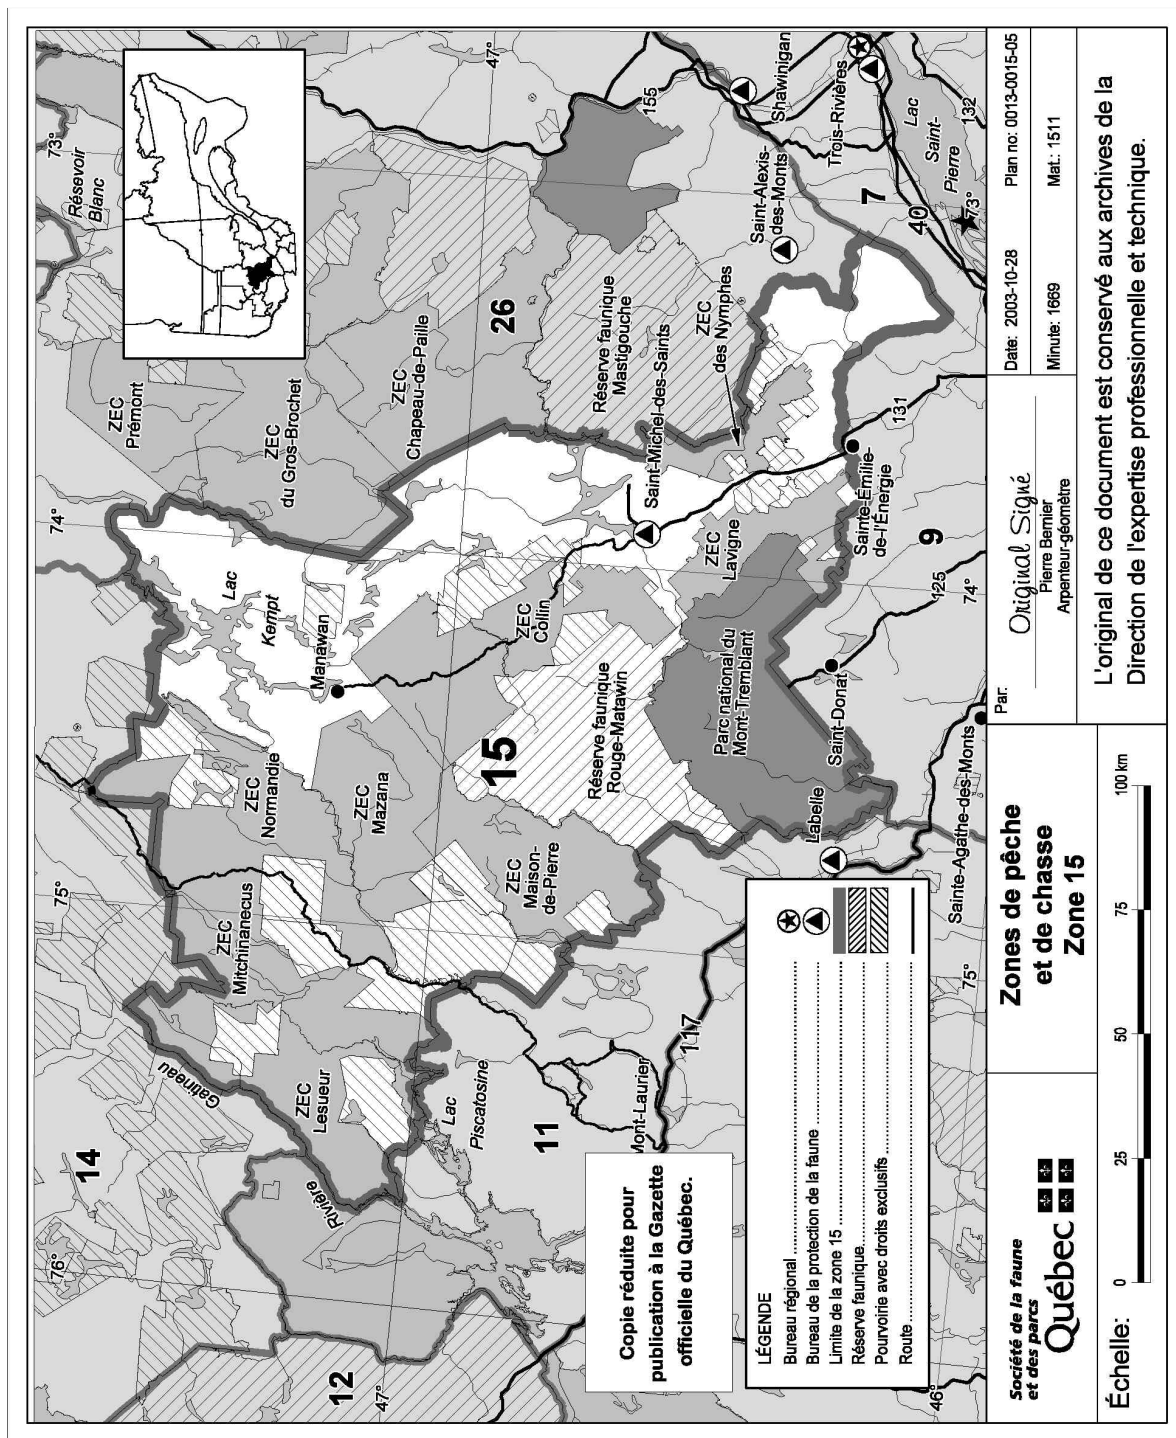 73°
Résevoir
Blanc
47°
155
Shawinigan
Trois-Rivières
Lac
Saint-
Pierre
132
73°
40
7
Saint-Alexis-
des-Monts
ZEC
des Nymphes
Réserve faunique
Mastigouche
26
ZEC
Chapeau-de-Paille
ZEC
du Gros-Brochet
ZEC
Prémont
74°
Saint-Michel-des-Saints
131
Sainte-Émilie-
de-l'Énergie
9
125
74°
ZEC
Lavigne
ZEC
Collin
Lac
Kempt
Manawan
15
Réserve faunique
Rouge-Matawin
Parc national du
Mont-Tremblant
Saint-Donat
Labelle
Sainte-Agathe-des-Monts
ZEC
Normandie
ZEC
Mazana
ZEC
Maison-
de-Pierre
75°
ZEC
Mitchinanecus
75°
117
Mont-Laurier
11
Lac
Piscatosine
ZEC
Lesueur
Gatineau
Rivière
14
76°
12
47°
46°
Copie réduite pour
publication à la Gazette
officielle du Québec.
LÉGENDE
Bureau régional
Bureau de la protection de la faune
Limite de la zone 15
Réserve faunique
Pourvoirie avec droits exclusifs
Route
Société de la faune
et des parcs
Québec
Zones de pêche
et de chasse
Zone 15
Échelle:
0 25 50 75 100 km
Par:
Original Signé
Pierre Bernier
Arpenteur-géomètre
Date: 2003-10-28 Plan no: 0013-0015-05
Minute: 1669 Mat.: 1511
L'original de ce document est conservé aux archives de la
Direction de l'expertise professionnelle et technique.